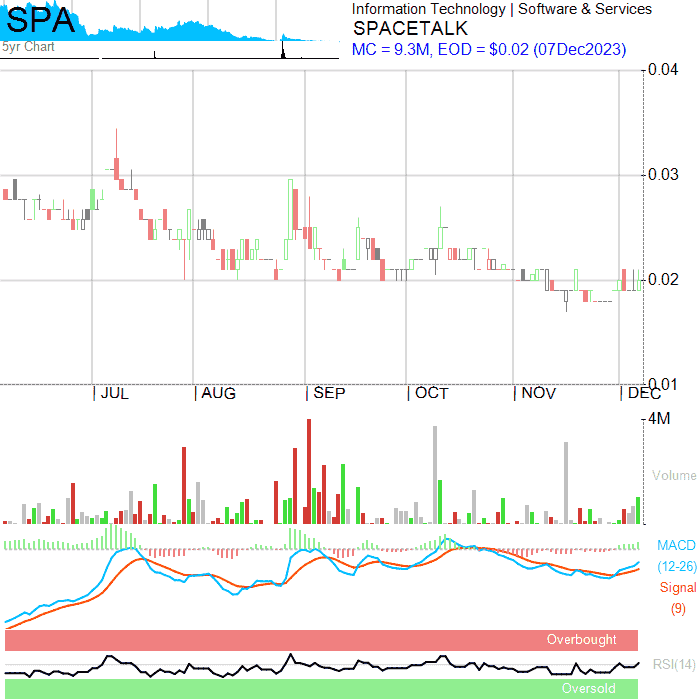 SPA
5yr Chart
Information Technology | Software & Services
SPACETALK
MC = 9.3M, EOD = $0.02 (07Dec2023)
0.04
0.03
0.02
0.01
JUL
AUG
SEP
OCT
NOV
DEC
4M
Volume
MACD
(12-26)
Signal
(9)
Overbought
RSI(14)
Oversold